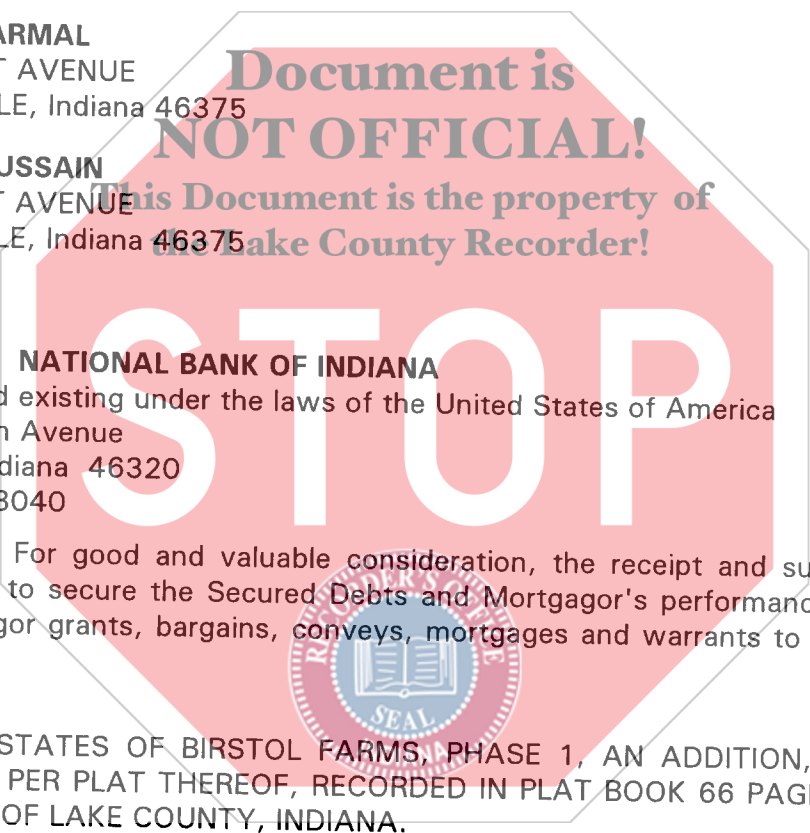 ARMAL
T AVENUE
LE, Indiana 46375
USSAIN
T AVENUE
LE, Indiana 46375
Document is
NOT OFFICIAL!
This Document is the property of
the Lake County Recorder!
STOP
NATIONAL BANK OF INDIANA
d existing under the laws of the United States of America
n Avenue
diana 46320
8040
For good and valuable consideration, the receipt and su
to secure the Secured Debts and Mortgagor's performanc
gor grants, bargains, conveys, mortgages and warrants to
RECORDER'S OFFICE
SEAL
INDIANA
STATES OF BIRSTOL FARMS, PHASE 1, AN ADDITION,
PER PLAT THEREOF, RECORDED IN PLAT BOOK 66 PAG
OF LAKE COUNTY, INDIANA.